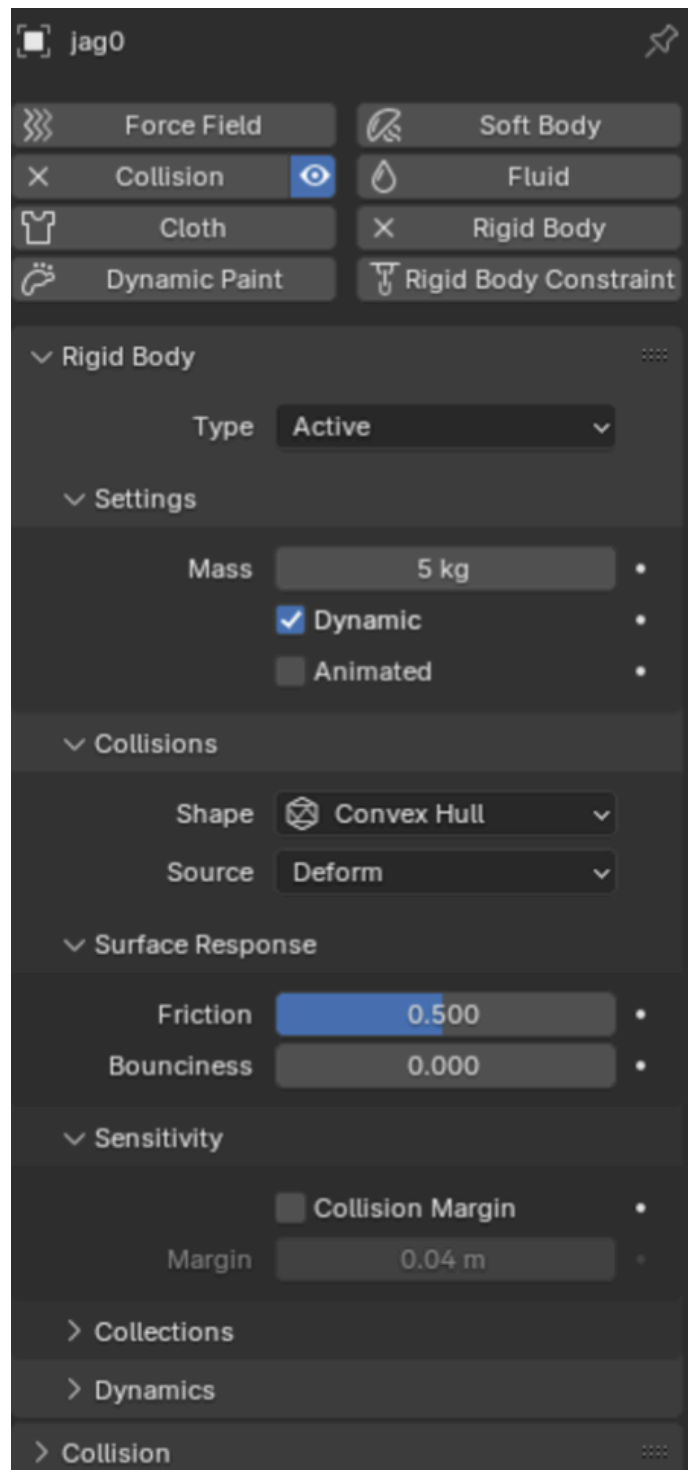 jag0
Force Field
Soft Body
Collision
Fluid
Cloth
Rigid Body
Dynamic Paint
Rigid Body Constraint
Rigid Body
Type Active
Settings
Mass 5 kg
Dynamic
Animated
Collisions
Shape Convex Hull
Source Deform
Surface Response
Friction 0.500
Bounciness 0.000
Sensitivity
Collision Margin
Margin 0.04 m
Collections
Dynamics
Collision